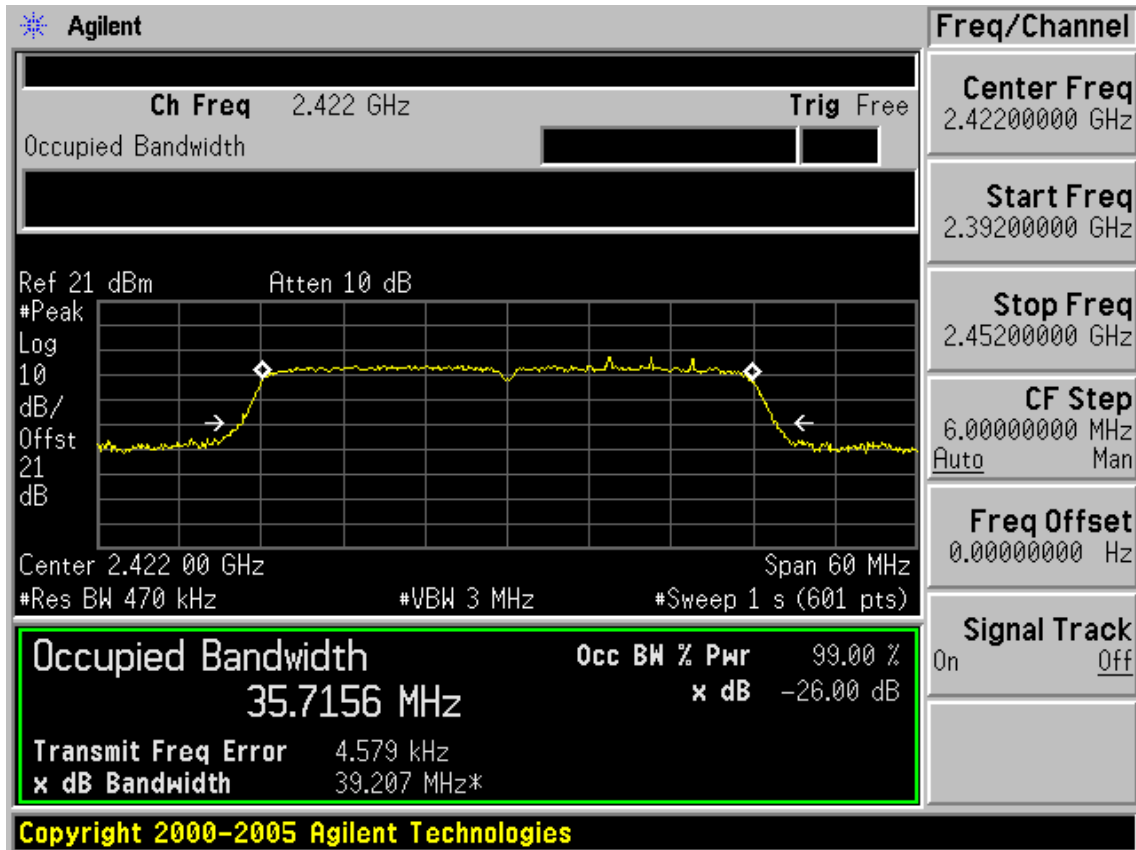 Agilent
Ch Freq 2.422 GHz Trig Free
Occupied Bandwidth
Ref 21 dBm Atten 10 dB
#Peak
Log
10
dB/
Offst
21
dB
Center 2.422 00 GHz Span 60 MHz
#Res BW 470 kHz #VBW 3 MHz #Sweep 1 s (601 pts)
Occupied Bandwidth Occ BW % Pwr 99.00 %
35.7156 MHz x dB -26.00 dB
Transmit Freq Error 4.579 kHz
x dB Bandwidth 39.207 MHz*
Copyright 2000-2005 Agilent Technologies
Freq/Channel
Center Freq
2.42200000 GHz
Start Freq
2.39200000 GHz
Stop Freq
2.45200000 GHz
CF Step
6.00000000 MHz
Auto Man
Freq Offset
0.00000000 Hz
Signal Track
On Off